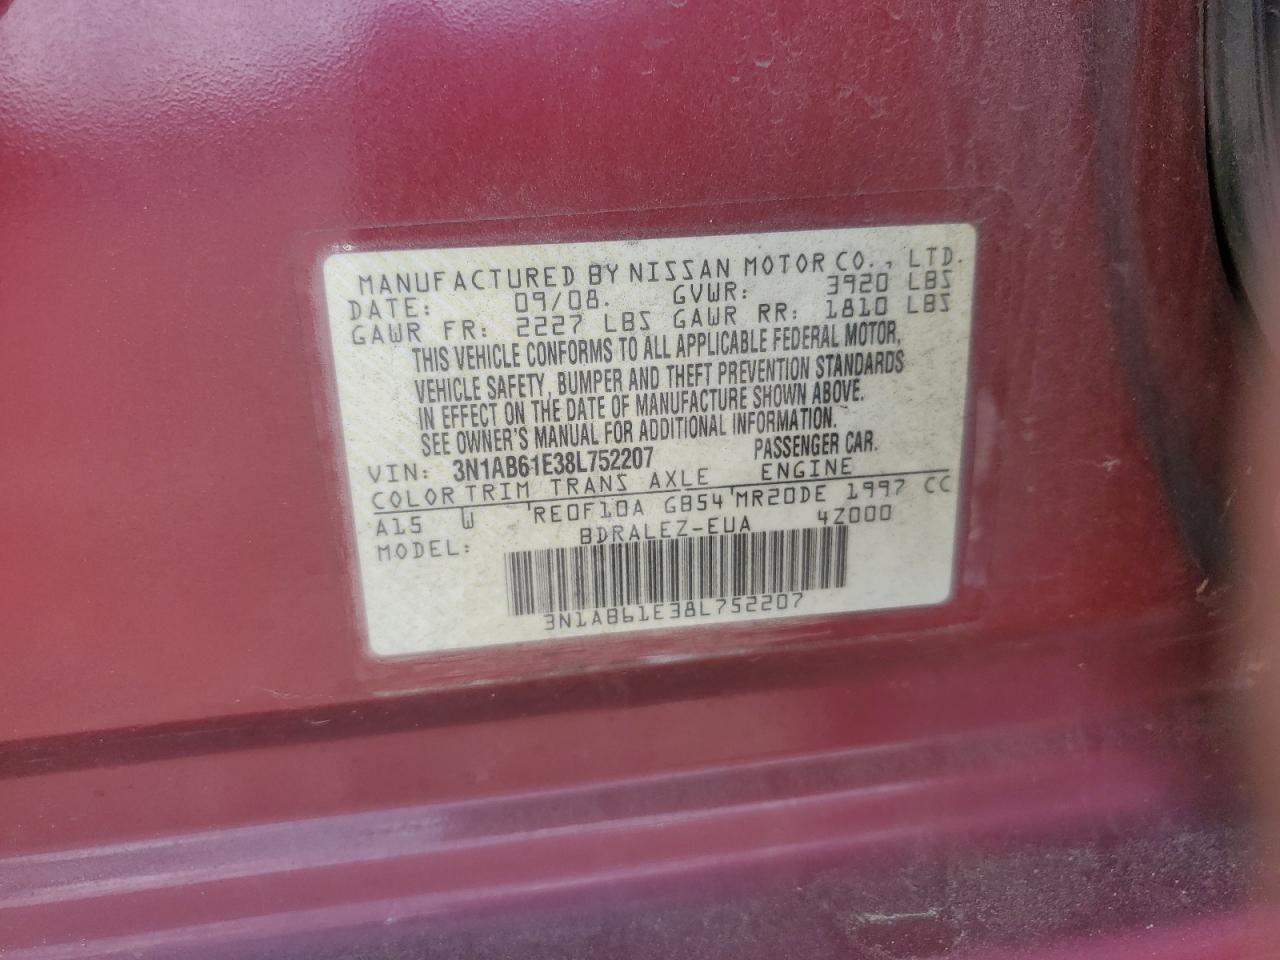 MANUFACTURED BY NISSAN MOTOR CO., LTD.
DATE: 09/08. GVWR: 3920 LBS
GAWR FR: 2227 LBS GAWR RR: 1810 LBS
THIS VEHICLE CONFORMS TO ALL APPLICABLE FEDERAL MOTOR,
VEHICLE SAFETY, BUMPER AND THEFT PREVENTION STANDARDS
IN EFFECT ON THE DATE OF MANUFACTURE SHOWN ABOVE.
SEE OWNER'S MANUAL FOR ADDITIONAL INFORMATION.
VIN: 3N1AB61E38L752207 PASSENGER CAR.
COLOR TRIM TRANS AXLE ENGINE
A15 W 'RE0F10A GB54'MR20DE 1997 CC
MODEL: BDRALEZ-EUA 4Z000
3N1AB61E38L752207